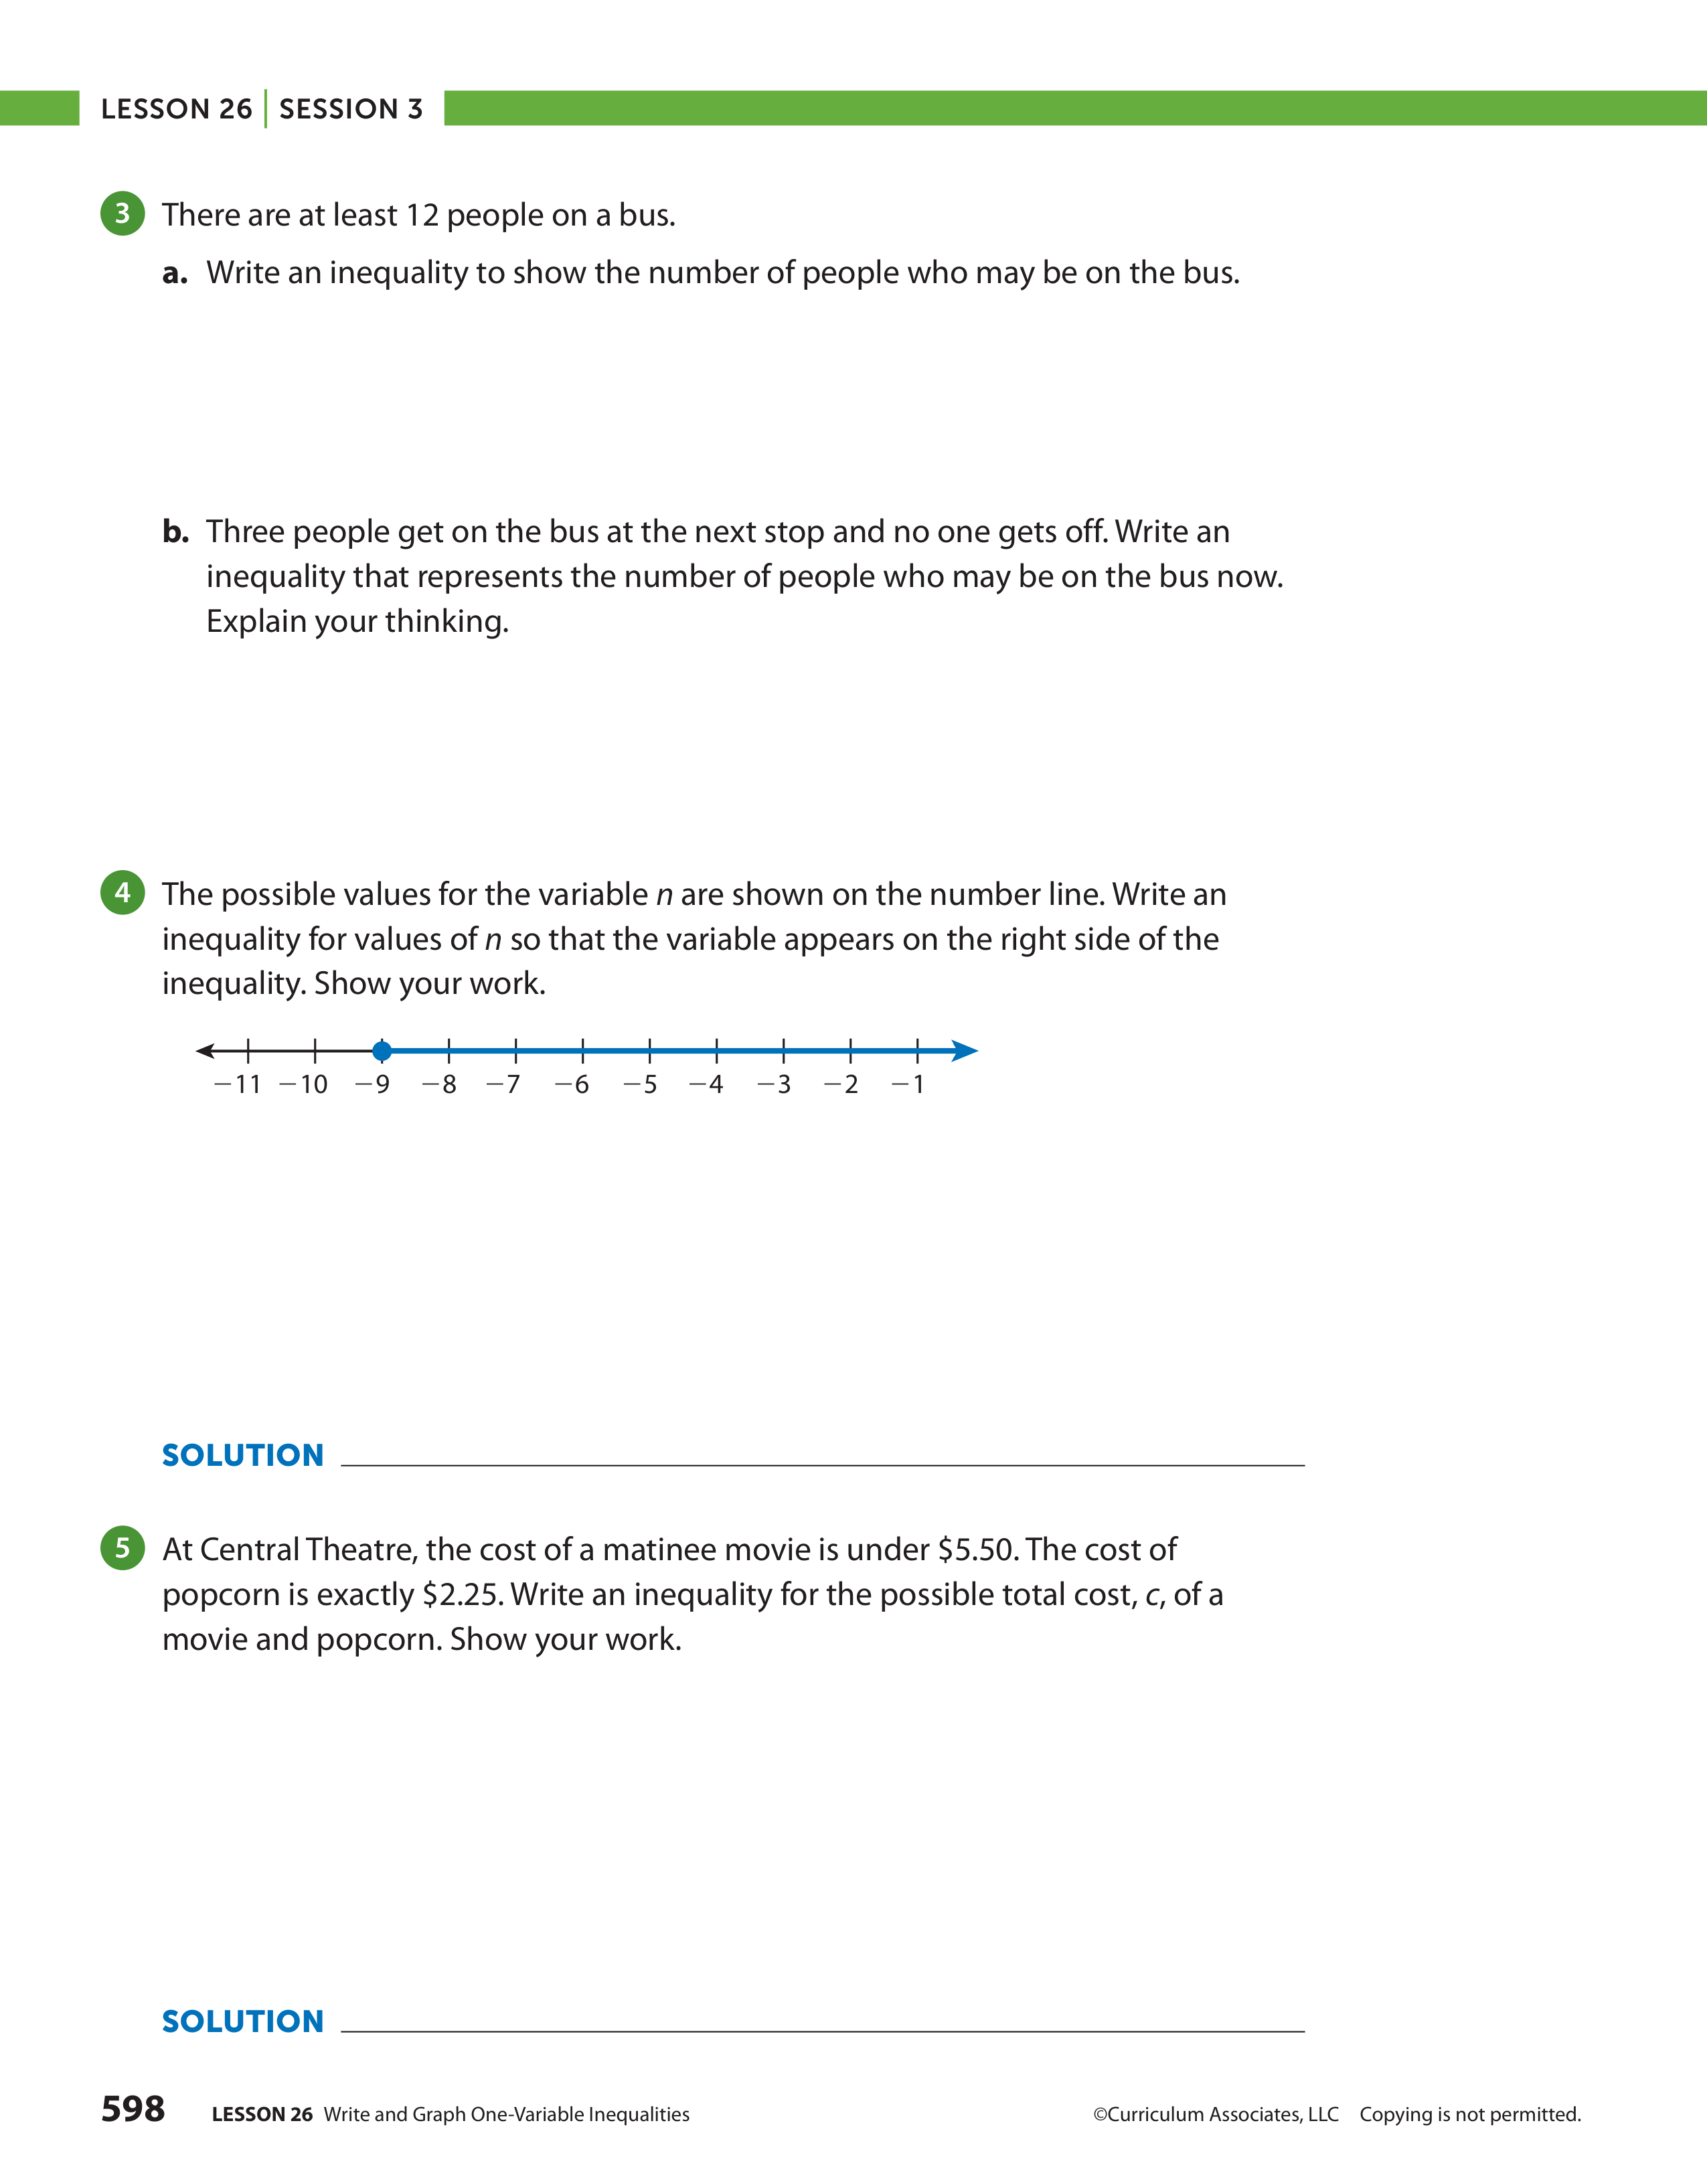 LESSON 26 | SESSION 3
3 There are at least 12 people on a bus.
a. Write an inequality to show the number of people who may be on the bus.
b. Three people get on the bus at the next stop and no one gets off. Write an
inequality that represents the number of people who may be on the bus now.
Explain your thinking.
4 The possible values for the variable n are shown on the number line. Write an
inequality for values of n so that the variable appears on the right side of the
inequality. Show your work.
−11 −10 −9 −8 −7 −6 −5 −4 −3 −2 −1
SOLUTION
5 At Central Theatre, the cost of a matinee movie is under $5.50. The cost of
popcorn is exactly $2.25. Write an inequality for the possible total cost, c, of a
movie and popcorn. Show your work.
SOLUTION
598 LESSON 26 Write and Graph One-Variable Inequalities ©Curriculum Associates, LLC Copying is not permitted.